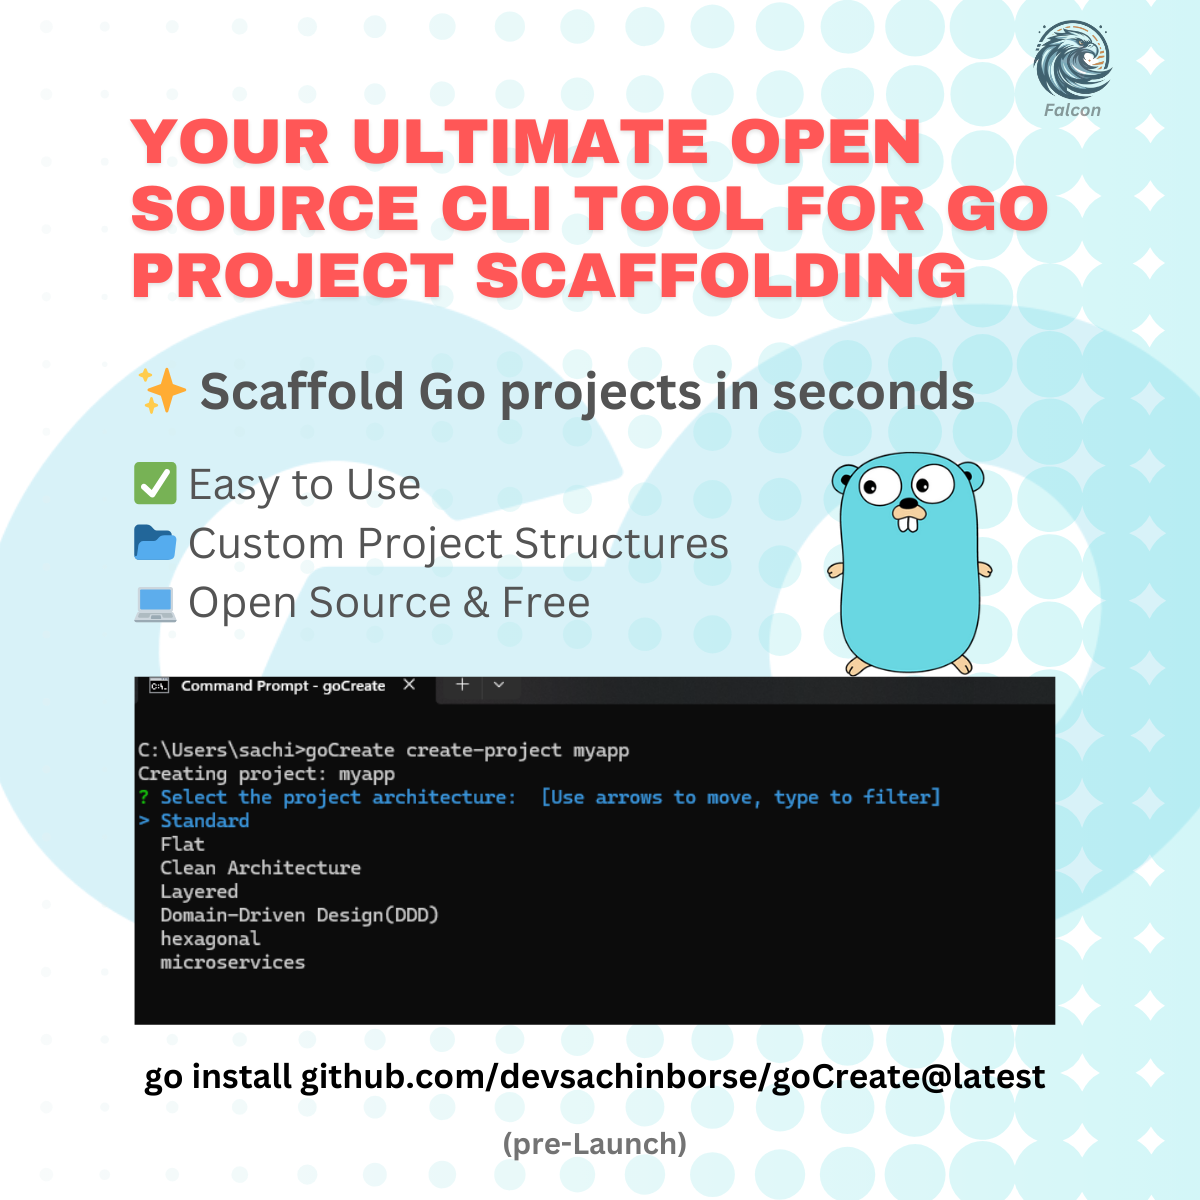 Falcon
YOUR ULTIMATE OPEN
SOURCE CLI TOOL FOR GO
PROJECT SCAFFOLDING
✨ Scaffold Go projects in seconds
✅ Easy to Use
📂 Custom Project Structures
💻 Open Source & Free
C:\. Command Prompt - goCreate × +
C:\Users\sachi>goCreate create-project myapp
Creating project: myapp
? Select the project architecture:  [Use arrows to move, type to filter]
> Standard
Flat
Clean Architecture
Layered
Domain-Driven Design(DDD)
hexagonal
microservices
go install github.com/devsachinborse/goCreate@latest
(pre-Launch)